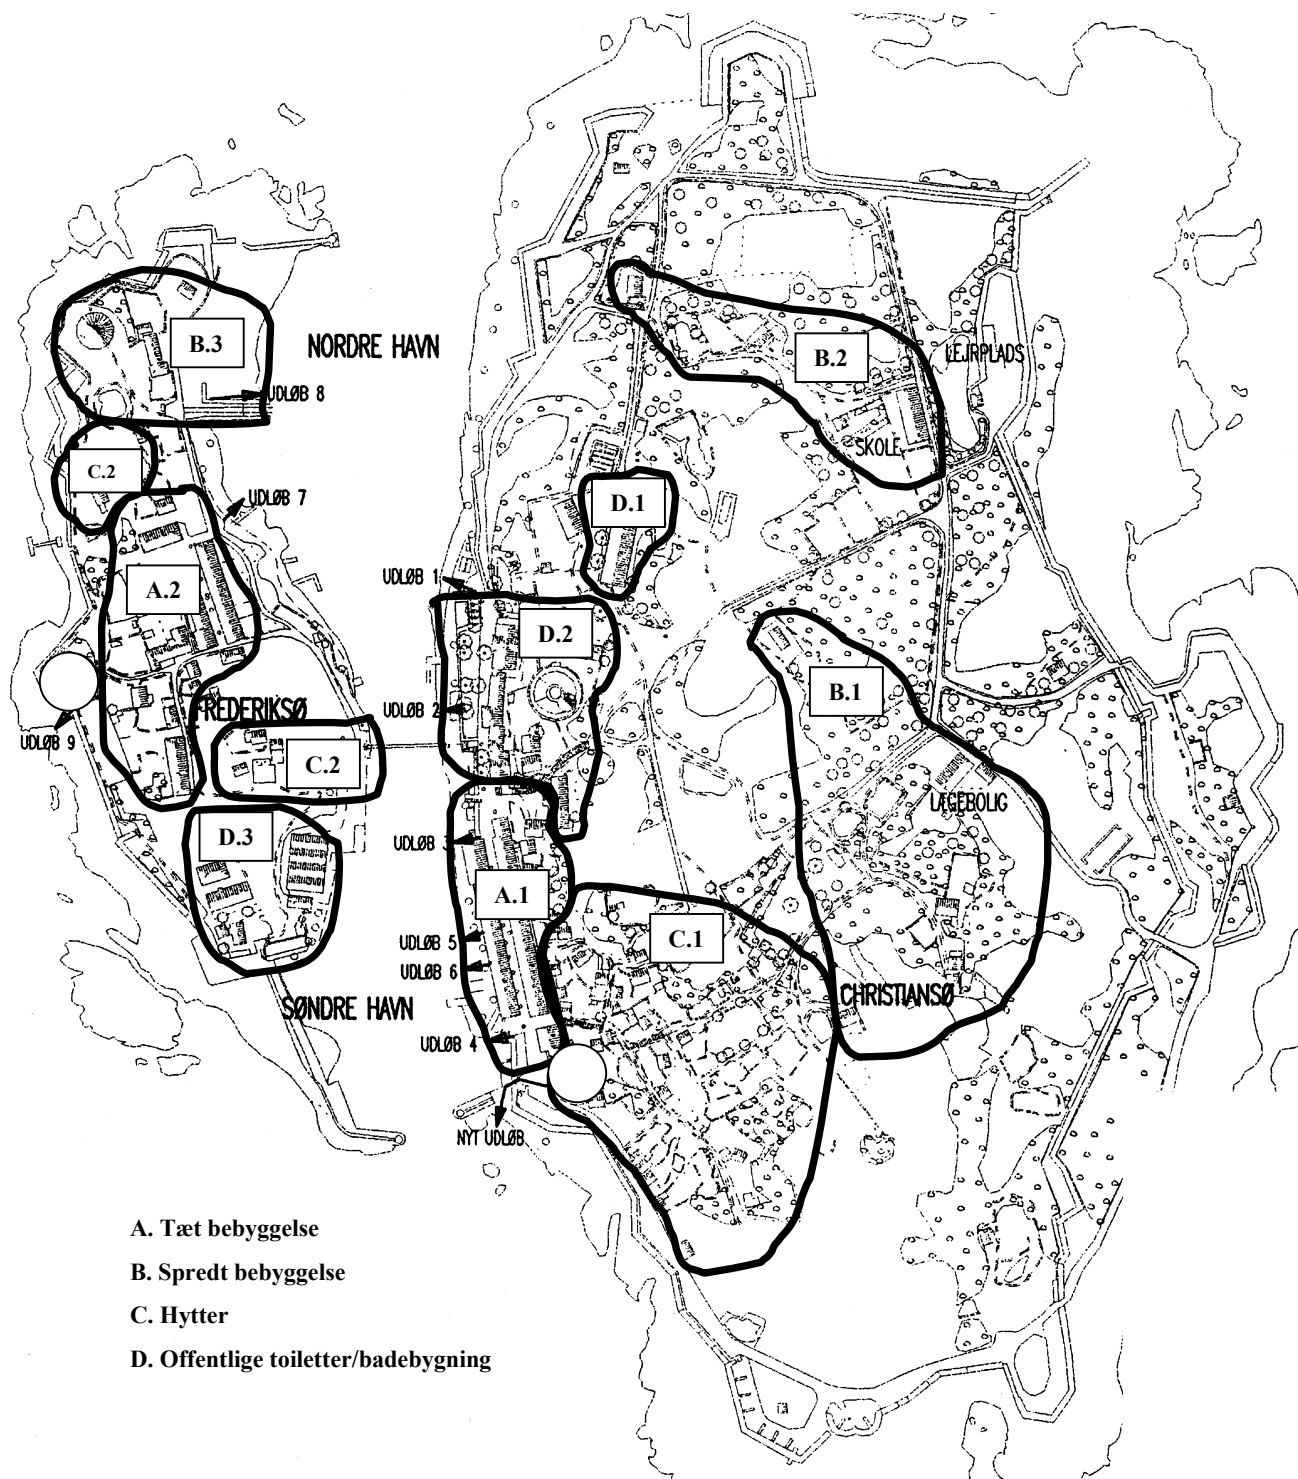 B.3
NORDRE HAVN
B.2
LEJRPLADS
UDLØB 8
SKOLE
C.2
UDLØB 7
D.1
UDLØB 1
A.2
D.2
B.1
FREDERIKSØ
UDLØB 2
UDLØB 9
C.2
LÆGEBOLIG
D.3
UDLØB 3
A.1
C.1
UDLØB 5
UDLØB 6
CHRISTIANSØ
SØNDRE HAVN
UDLØB 4
NYT UDLØB
A. Tæt bebyggelse
B. Spredt bebyggelse
C. Hytter
D. Offentlige toiletter/badebygning